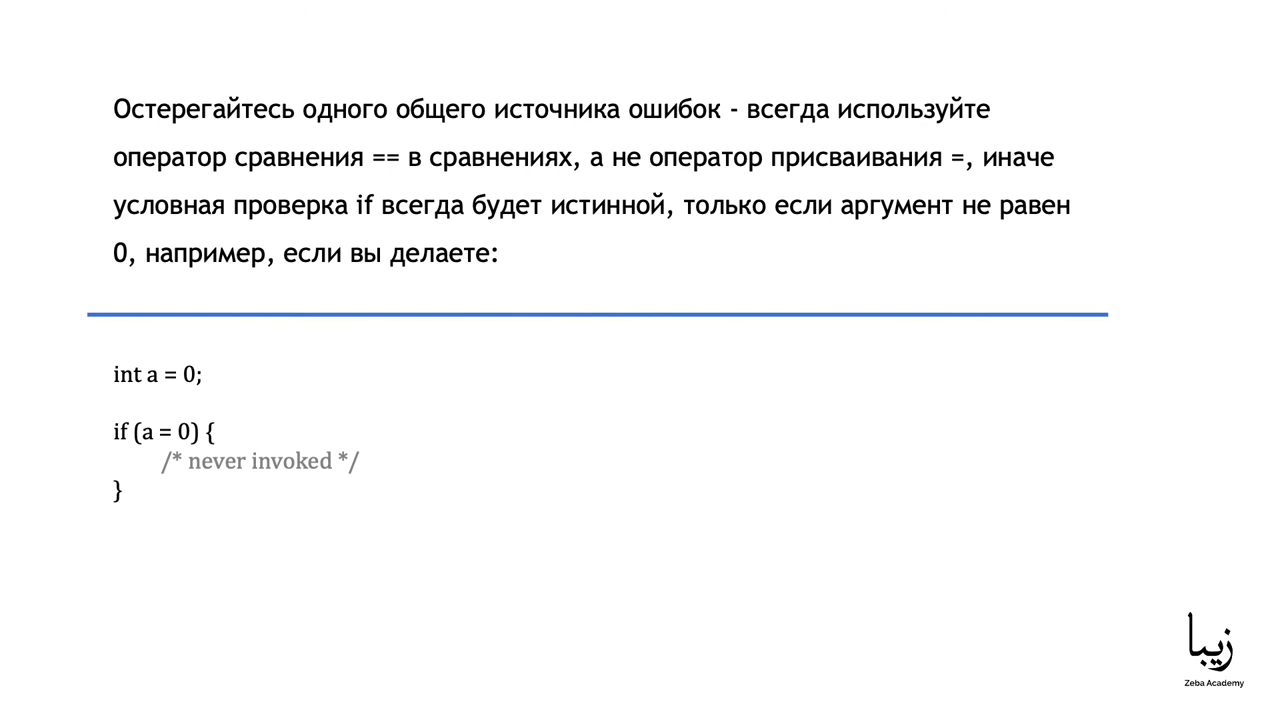 Остерегайтесь одного общего источника ошибок - всегда используйте
оператор сравнения == в сравнениях, а не оператор присваивания =, иначе
условная проверка if всегда будет истинной, только если аргумент не равен
0, например, если вы делаете:
int a = 0;
if (a = 0) {
/* never invoked */
}
زیبا
Zeba Academy